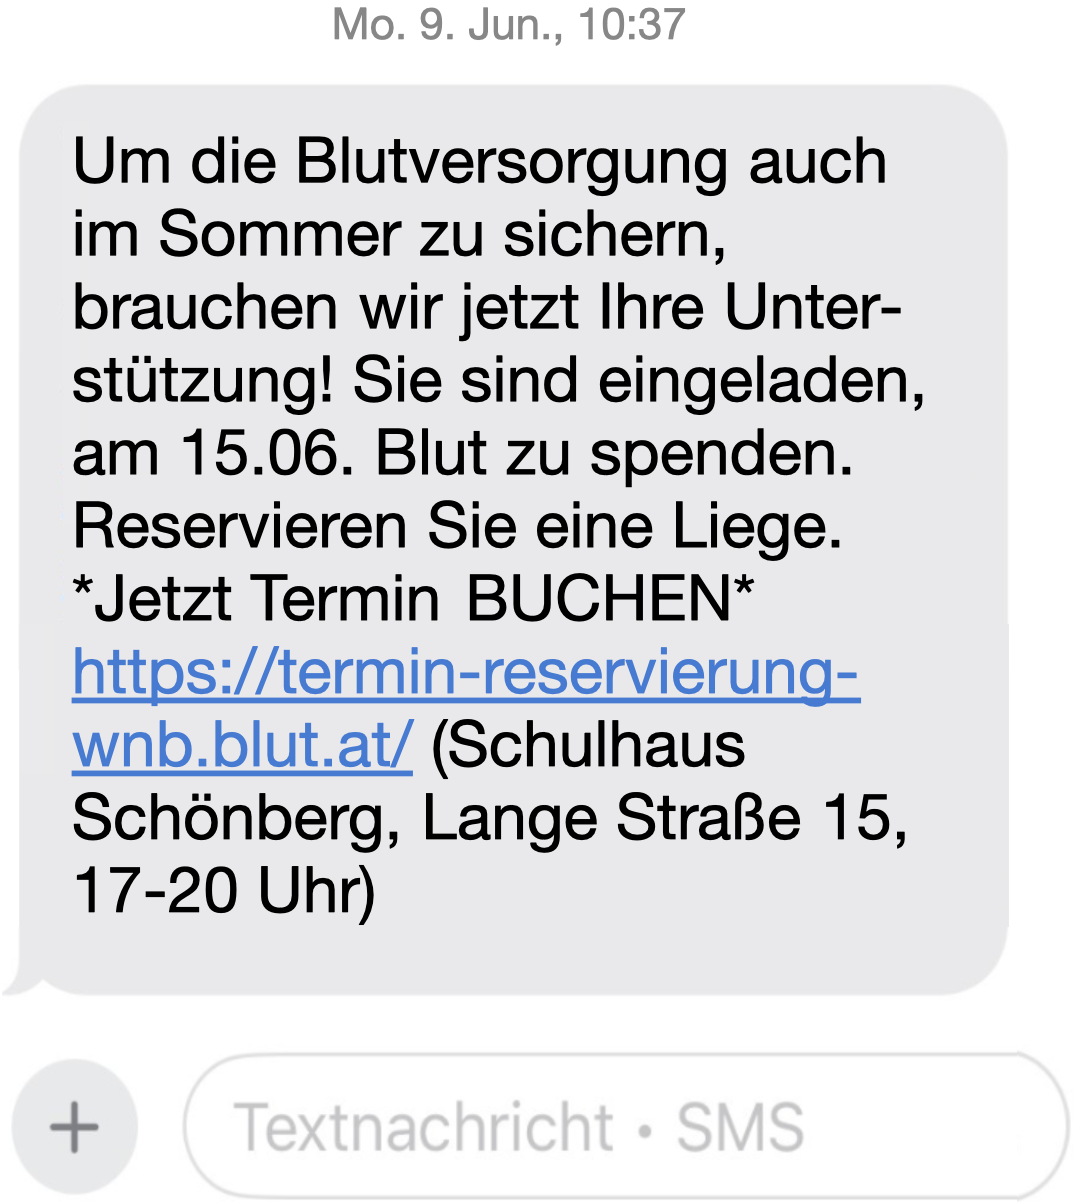 Mo. 9. Jun., 10:37
Um die Blutversorgung auch
im Sommer zu sichern,
brauchen wir jetzt Ihre Unter-
stützung! Sie sind eingeladen,
am 15.06. Blut zu spenden.
Reservieren Sie eine Liege.
*Jetzt Termin BUCHEN*
https://termin-reservierung-
wnb.blut.at/ (Schulhaus
Schönberg, Lange Straße 15,
17-20 Uhr)
Textnachricht • SMS